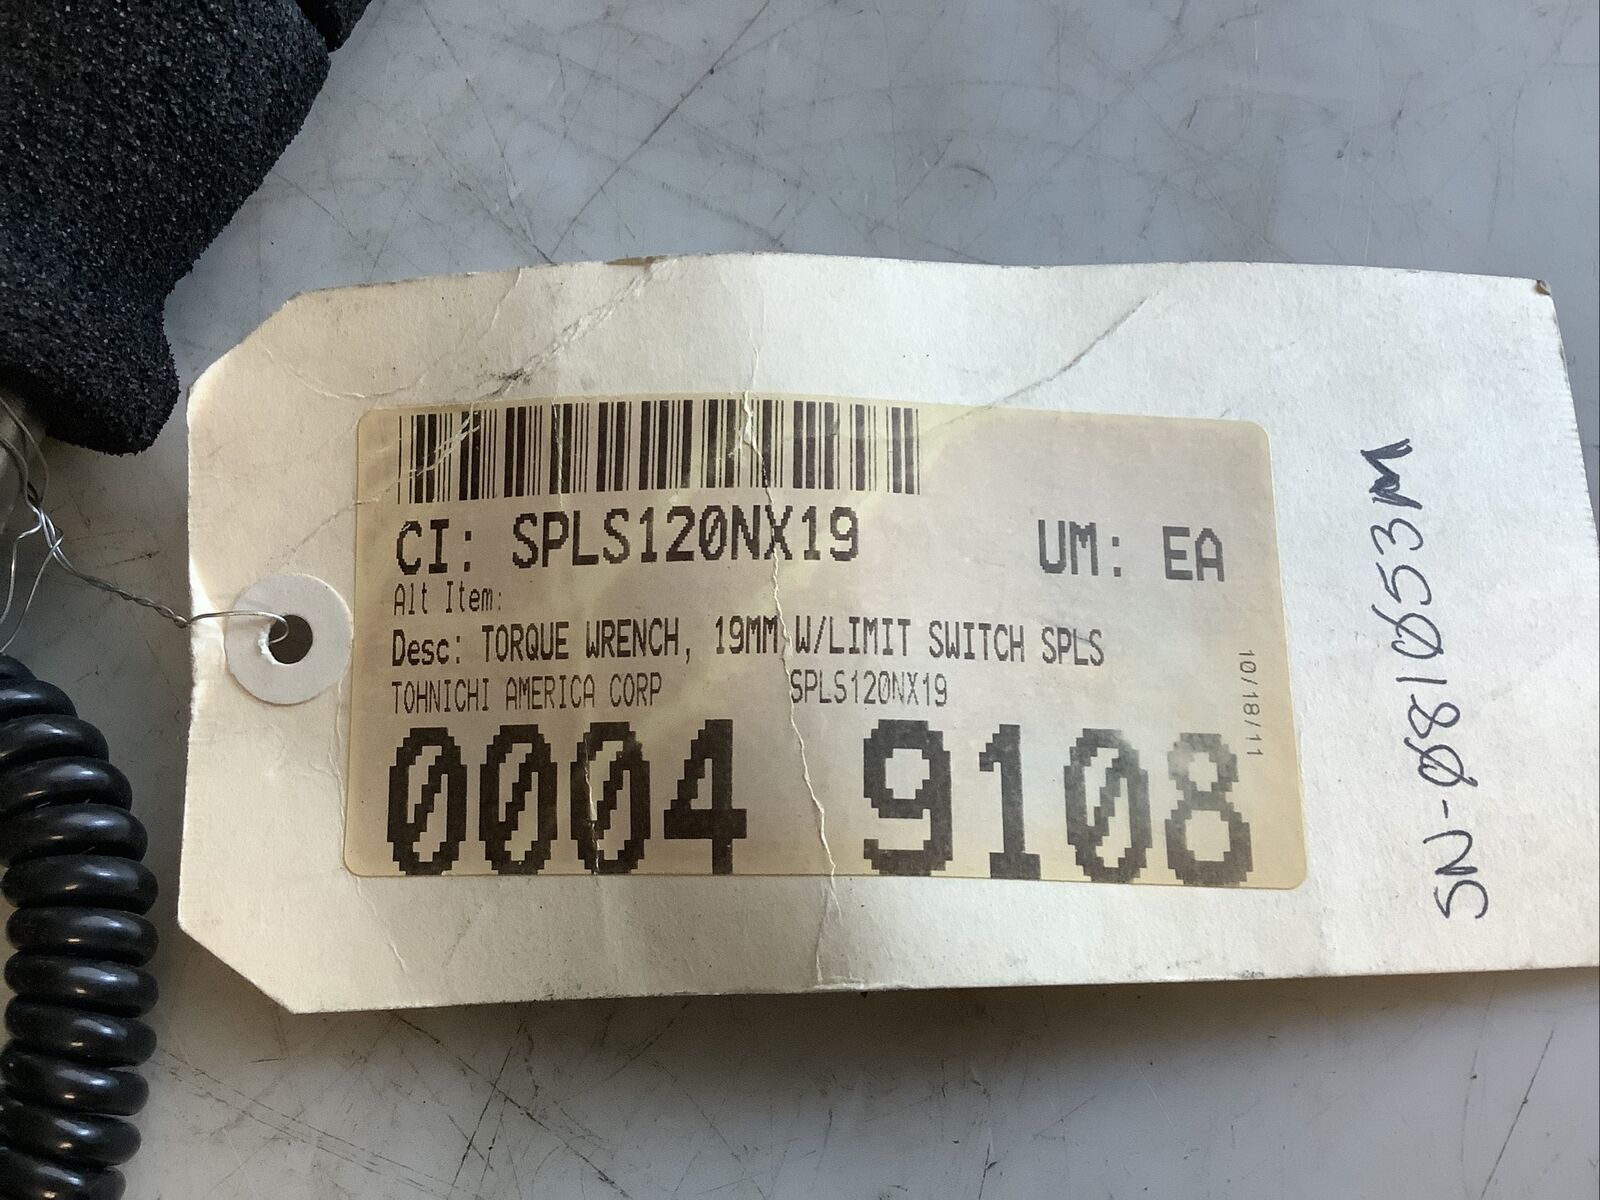 CI: SPLS120NX19 UM: EA
Alt Item:
Desc: TORQUE WRENCH, 19MM W/LIMIT SWITCH SPLS
TOHNICHI AMERICA CORP SPLS120NX19
10/18/11
0004 9108
SN-081053M